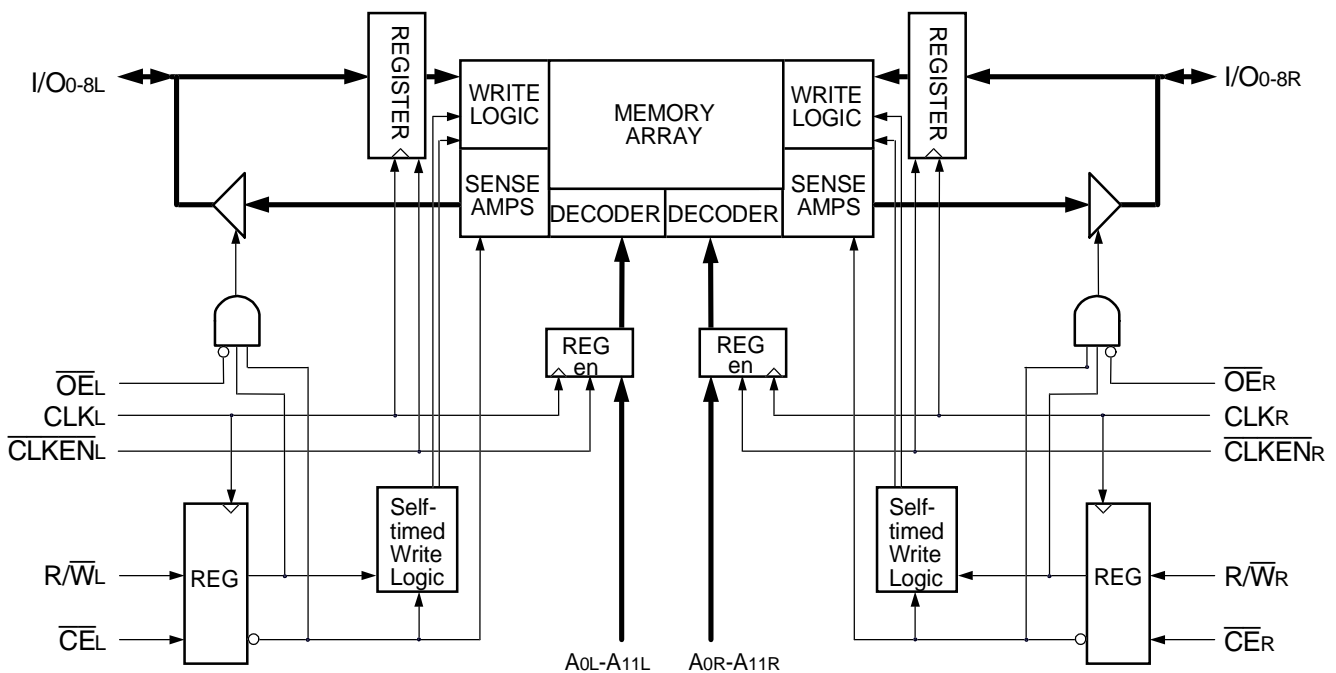 REGISTER
REGISTER
I/O0-8L
I/O0-8R
WRITE
LOGIC
MEMORY
ARRAY
WRITE
LOGIC
SENSE
AMPS
DECODER
DECODER
SENSE
AMPS
REG
en
REG
en
OEL
OER
CLKL
CLKR
CLKENL
CLKENR
Self-
timed
Write
Logic
Self-
timed
Write
Logic
R/WL
REG
REG
R/WR
CEL
CER
A0L-A11L
A0R-A11R